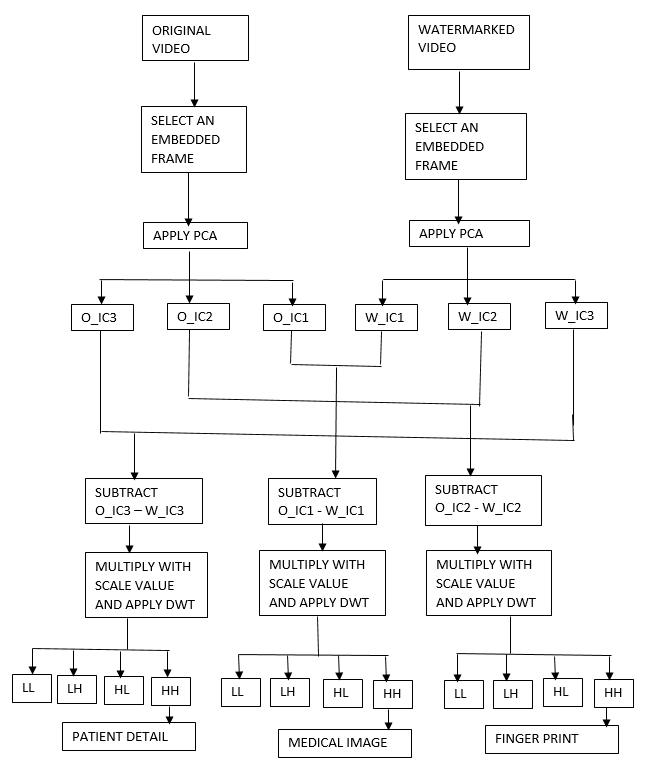 ORIGINAL
VIDEO
WATERMARKED
VIDEO
SELECT AN
EMBEDDED
FRAME
SELECT AN
EMBEDDED
FRAME
APPLY PCA
APPLY PCA
O_IC3
O_IC2
O_IC1
W_IC1
W_IC2
W_IC3
SUBTRACT
O_IC3 – W_IC3
SUBTRACT
O_IC1 - W_IC1
SUBTRACT
O_IC2 - W_IC2
MULTIPLY WITH
SCALE VALUE
AND APPLY DWT
MULTIPLY WITH
SCALE VALUE
AND APPLY DWT
MULTIPLY WITH
SCALE VALUE
AND APPLY DWT
LL
LH
HL
HH
LL
LH
HL
HH
LL
LH
HL
HH
PATIENT DETAIL
MEDICAL IMAGE
FINGER PRINT